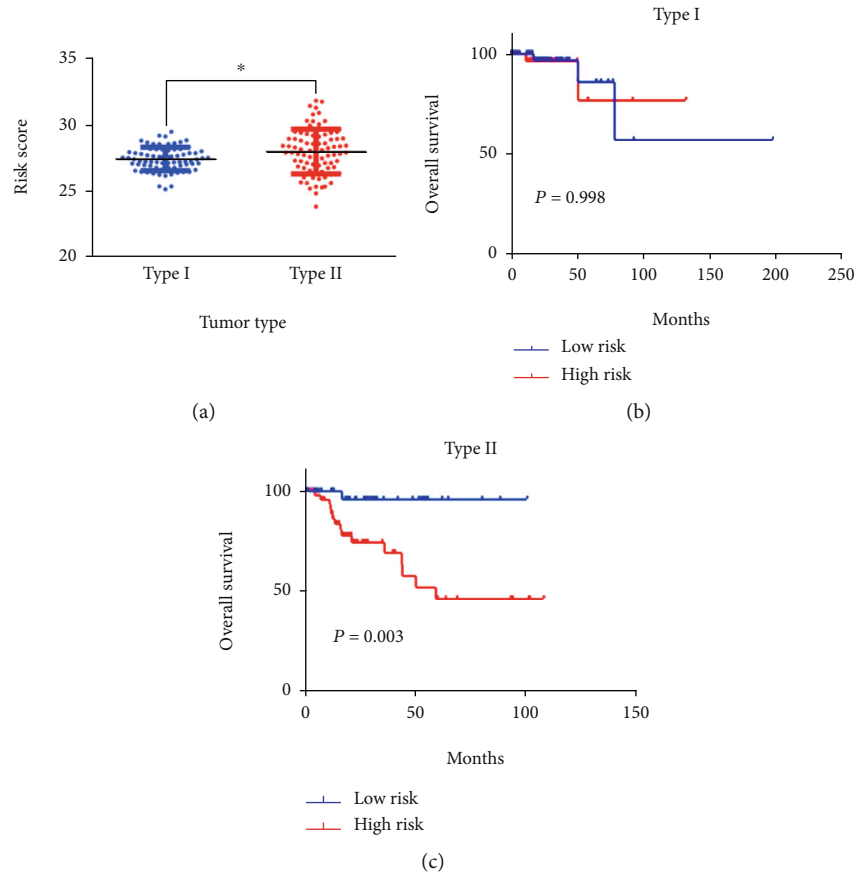 35
30
25
20
Risk score
*
Type I
Type II
Tumor type
(a)
Type I
100
50
0
Overall survival
P = 0.998
0 50 100 150 200 250
Months
Low risk
High risk
(b)
Type II
100
50
0
Overall survival
P = 0.003
0 50 100 150
Months
Low risk
High risk
(c)